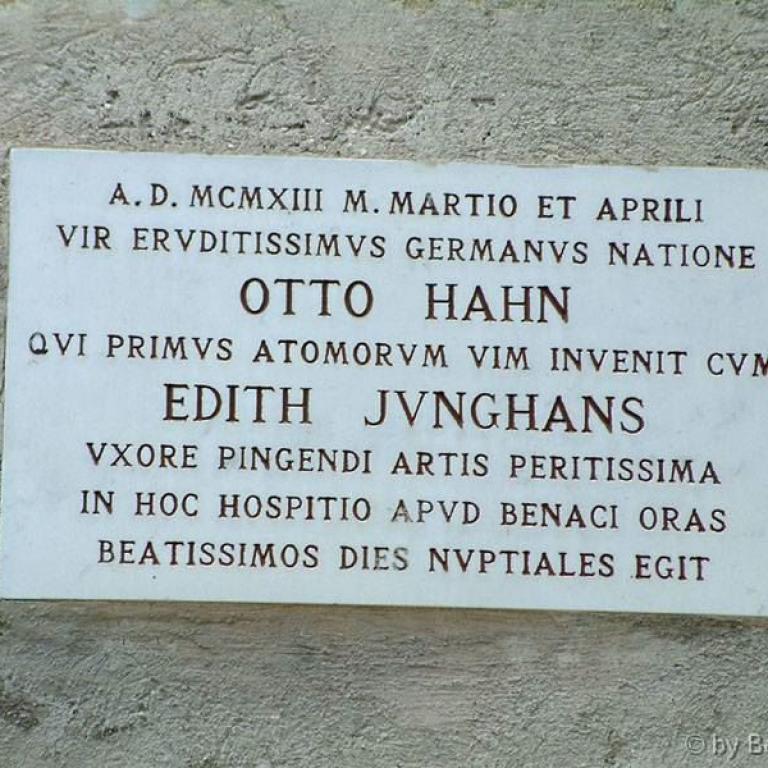 A. D. MCMXIII M. MARTIO ET APRILI
VIR ERVDITISSIMVS GERMANVS NATIONE
OTTO HAHN
QVI PRIMVS ATOMORVM VIM INVENIT CVM
EDITH JVNGHANS
VXORE PINGENDI ARTIS PERITISSIMA
IN HOC HOSPITIO APVD BENACI ORAS
BEATISSIMOS DIES NVPTIALES EGIT
© by